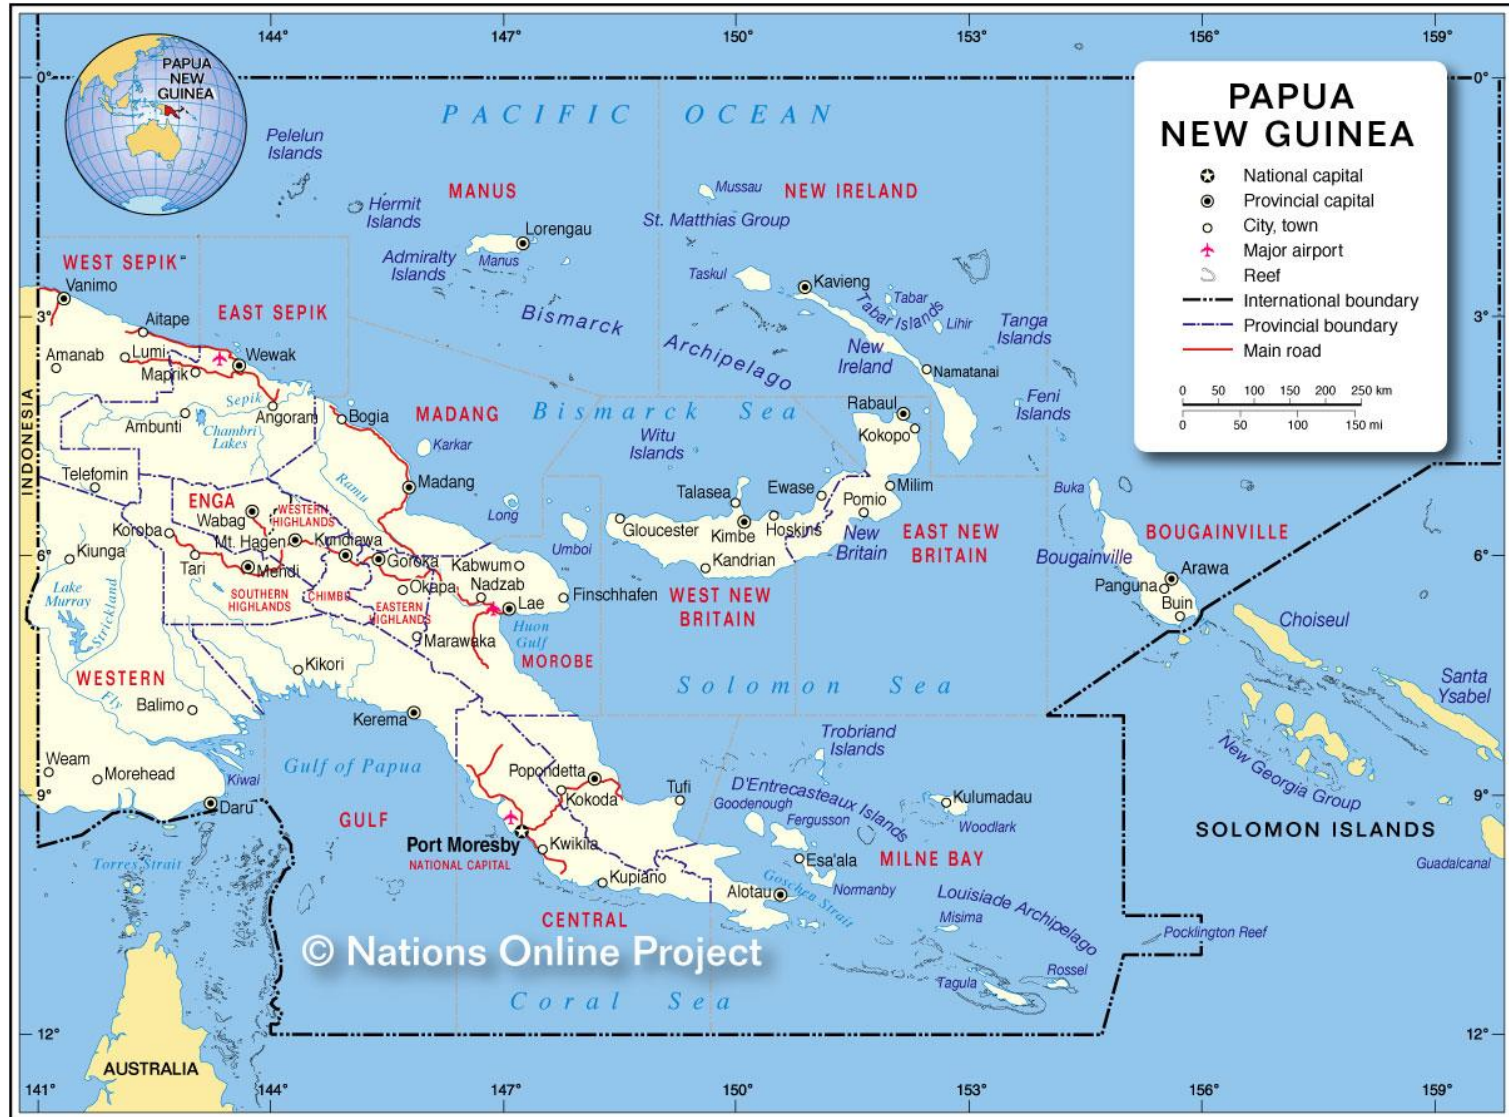 144°
147°
150°
153°
156°
159°
0°
0°
PAPUA
NEW
GUINEA
PACIFIC OCEAN
PAPUA
NEW GUINEA
National capital
Provincial capital
City, town
Major airport
Reef
International boundary
Provincial boundary
Main road
0 50 100 150 200 250 km
0 50 100 150 mi
Pelelun
Islands
Hermit
Islands
MANUS
Mussau
NEW IRELAND
St. Matthias Group
Lorengau
Manus
Admiralty
Islands
WEST SEPIK
Vanimo
EAST SEPIK
Taskul
Kavieng
Tabar
Tabar Islands
Lihir
Tanga
Islands
3°
3°
Aitape
Bismarck
Archipelago
New
Ireland
Amanab
Lumi
Maprik
Wewak
Namatanai
INDONESIA
Sepik
Angoram
Ambunti
Chambri
Lakes
Bogia
MADANG
Karkar
Bismarck Sea
Witu
Islands
Rabaul
Kokopo
Feni
Islands
Telefomin
Ramu
Madang
ENGA
Wabag
WESTERN
HIGHLANDS
Long
Talasea
Ewase
Pomio
Milim
Buka
Koroba
Mt. Hagen
Kundiawa
Umboi
Gloucester
Kimbe
Hoskins
New
Britain
EAST NEW
BRITAIN
BOUGAINVILLE
6°
6°
Kiunga
Tari
Mendi
Goroka
Kabwum
Nadzab
Kandrian
Bougainville
Arawa
Panguna
Buin
Lake
Murray
Strickland
SOUTHERN
HIGHLANDS
CHIMBU
Okapa
EASTERN
HIGHLANDS
Lae
Finschhafen
WEST NEW
BRITAIN
Choiseul
Marawaka
Huon
Gulf
MOROBE
Kikori
WESTERN
Fly
Balimo
Solomon Sea
Santa
Ysabel
Kerema
Trobriand
Islands
New Georgia Group
Weam
Morehead
Kiwai
Gulf of Papua
Popondetta
Kokoda
Tufi
D'Entrecasteaux Islands
Goodenough
Fergusson
Kulumadau
Woodlark
9°
9°
Daru
GULF
Port Moresby
NATIONAL CAPITAL
Kwikila
SOLOMON ISLANDS
Torres Strait
Esa'ala
MILNE BAY
Guadalcanal
Kupiano
Alotau
Goschen Strait
Normanby
Louisiade Archipelago
Misima
CENTRAL
Pocklington Reef
© Nations Online Project
Rossel
Tagula
Coral Sea
12°
12°
AUSTRALIA
141°
144°
147°
150°
153°
156°
159°